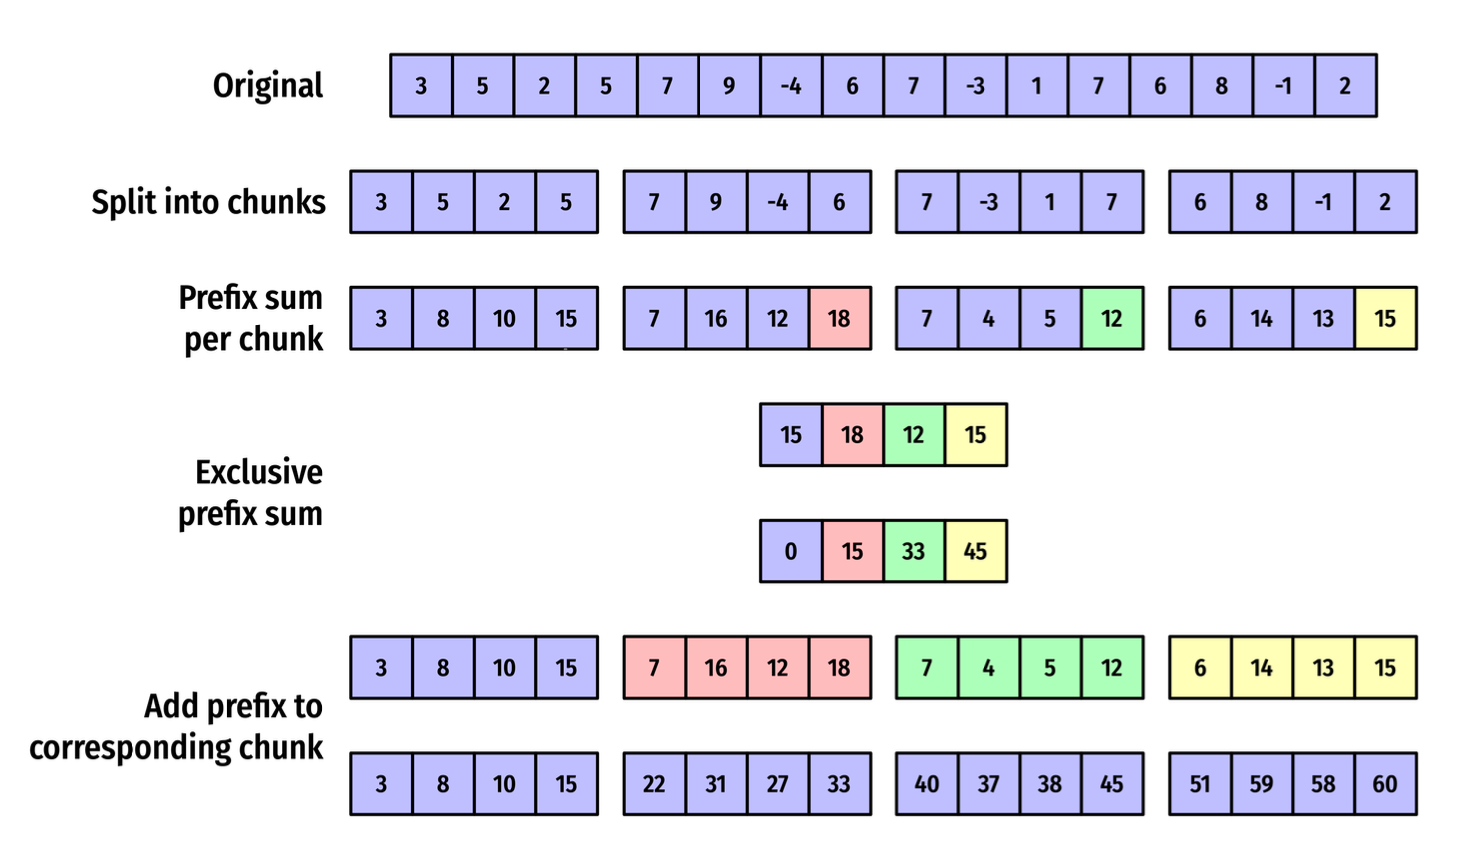 Original 3 5 2 5 7 9 -4 6 7 -3 1 7 6 8 -1 2
Split into chunks 3 5 2 5 7 9 -4 6 7 -3 1 7 6 8 -1 2
Prefix sum
per chunk
3 8 10 15 7 16 12 18 7 4 5 12 6 14 13 15
Exclusive
prefix sum
15 18 12 15
0 15 33 45
Add prefix to
corresponding chunk
3 8 10 15 7 16 12 18 7 4 5 12 6 14 13 15
3 8 10 15 22 31 27 33 40 37 38 45 51 59 58 60